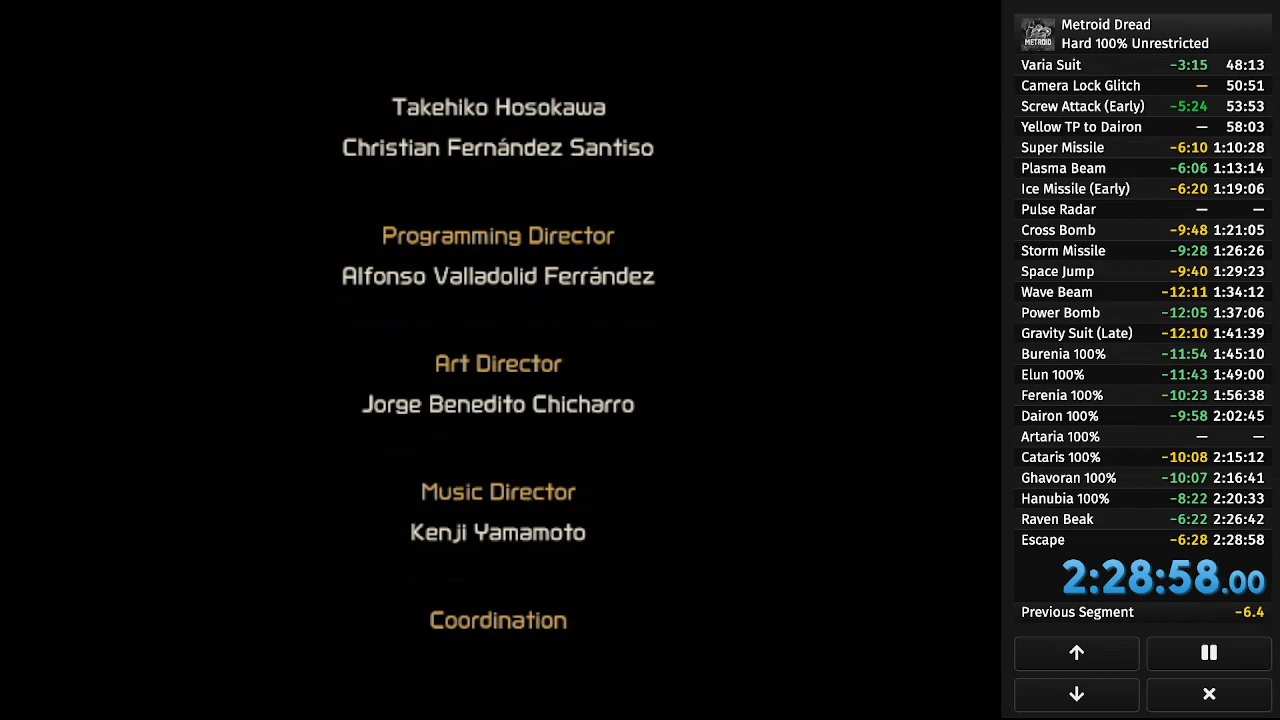 Takehiko Hosokawa
Christian Fernández Santiso
Programming Director
Alfonso Valladolid Ferrández
Art Director
Jorge Benedito Chicharro
Music Director
Kenji Yamamoto
Coordination
METROID
Metroid Dread
Hard 100% Unrestricted
Varia Suit −3:15 48:13
Camera Lock Glitch — 50:51
Screw Attack (Early) −5:24 53:53
Yellow TP to Dairon — 58:03
Super Missile −6:10 1:10:28
Plasma Beam −6:06 1:13:14
Ice Missile (Early) −6:20 1:19:06
Pulse Radar — —
Cross Bomb −9:48 1:21:05
Storm Missile −9:28 1:26:26
Space Jump −9:40 1:29:23
Wave Beam −12:11 1:34:12
Power Bomb −12:05 1:37:06
Gravity Suit (Late) −12:10 1:41:39
Burenia 100% −11:54 1:45:10
Elun 100% −11:43 1:49:00
Ferenia 100% −10:23 1:56:38
Dairon 100% −9:58 2:02:45
Artaria 100% — —
Cataris 100% −10:08 2:15:12
Ghavoran 100% −10:07 2:16:41
Hanubia 100% −8:22 2:20:33
Raven Beak −6:22 2:26:42
Escape −6:28 2:28:58
2:28:58.00
Previous Segment −6.4